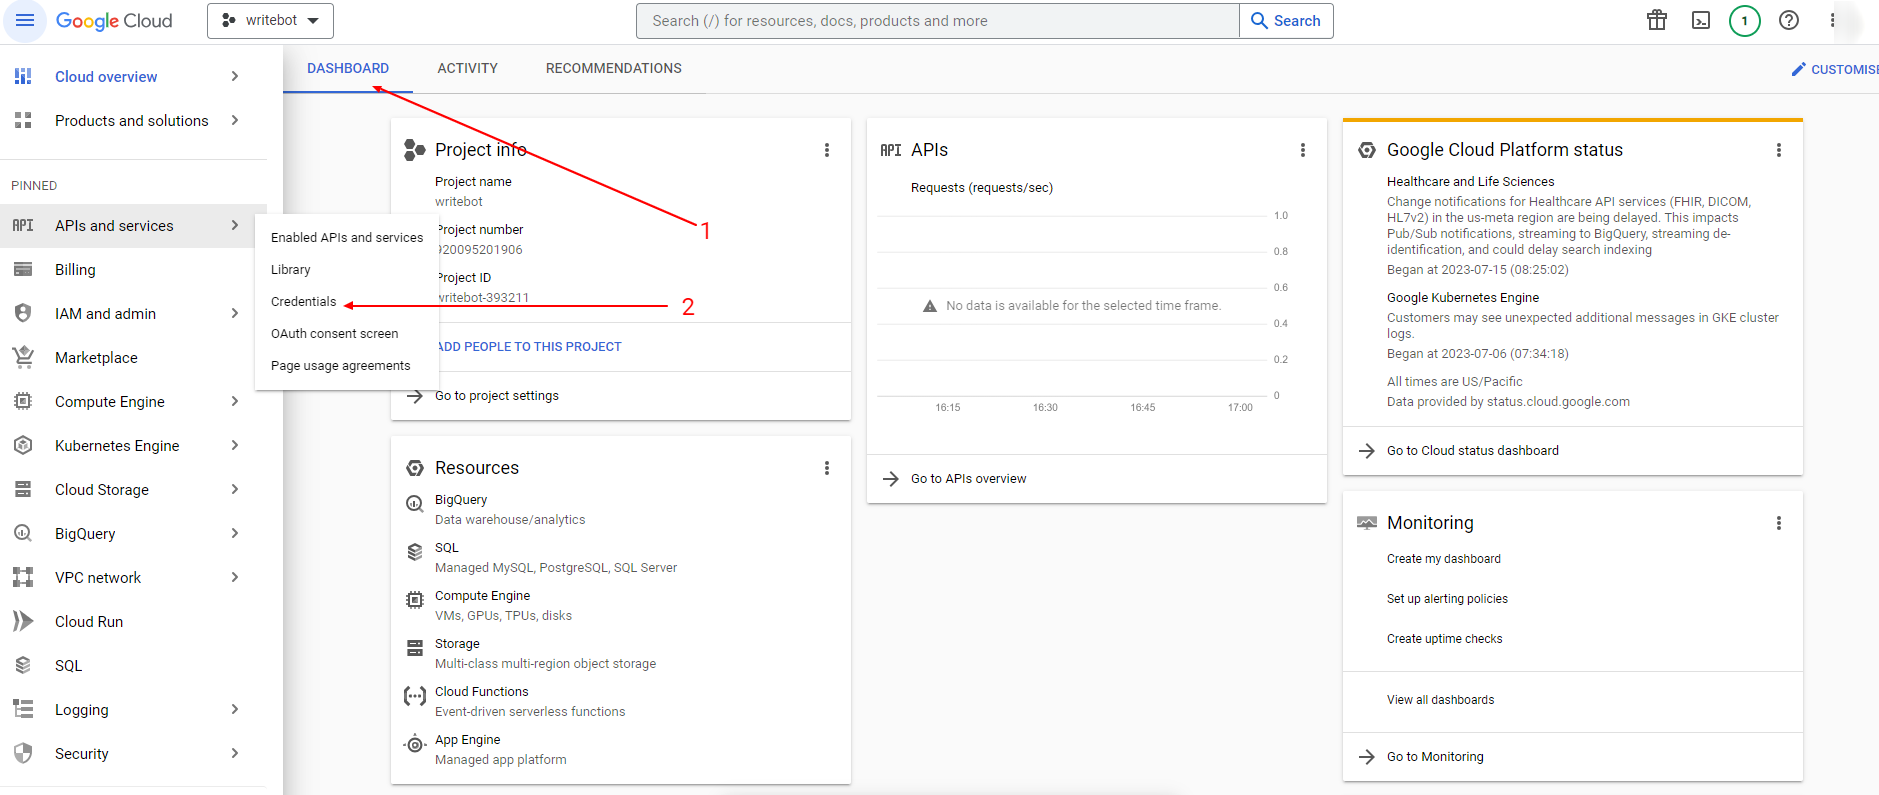 Google Cloud
writebot
Search (/) for resources, docs, products and more
Search
1
Cloud overview
Products and solutions
PINNED
API APIs and services
Billing
IAM and admin
Marketplace
Compute Engine
Kubernetes Engine
Cloud Storage
BigQuery
VPC network
Cloud Run
SQL
Logging
Security
Enabled APIs and services
Library
Credentials
OAuth consent screen
Page usage agreements
DASHBOARD
ACTIVITY
RECOMMENDATIONS
CUSTOMISE
1
2
Project info
Project name
writebot
Project number
920095201906
Project ID
writebot-393211
ADD PEOPLE TO THIS PROJECT
Go to project settings
Resources
BigQuery
Data warehouse/analytics
SQL
Managed MySQL, PostgreSQL, SQL Server
Compute Engine
VMs, GPUs, TPUs, disks
Storage
Multi-class multi-region object storage
Cloud Functions
Event-driven serverless functions
App Engine
Managed app platform
API APIs
Requests (requests/sec)
1.0
0.8
0.6
No data is available for the selected time frame.
0.4
0.2
0
16:15 16:30 16:45 17:00
Go to APIs overview
Google Cloud Platform status
Healthcare and Life Sciences
Change notifications for Healthcare API services (FHIR, DICOM,
HL7v2) in the us-meta region are being delayed. This impacts
Pub/Sub notifications, streaming to BigQuery, streaming de-
identification, and could delay search indexing
Began at 2023-07-15 (08:25:02)
Google Kubernetes Engine
Customers may see unexpected additional messages in GKE cluster
logs.
Began at 2023-07-06 (07:34:18)
All times are US/Pacific
Data provided by status.cloud.google.com
Go to Cloud status dashboard
Monitoring
Create my dashboard
Set up alerting policies
Create uptime checks
View all dashboards
Go to Monitoring